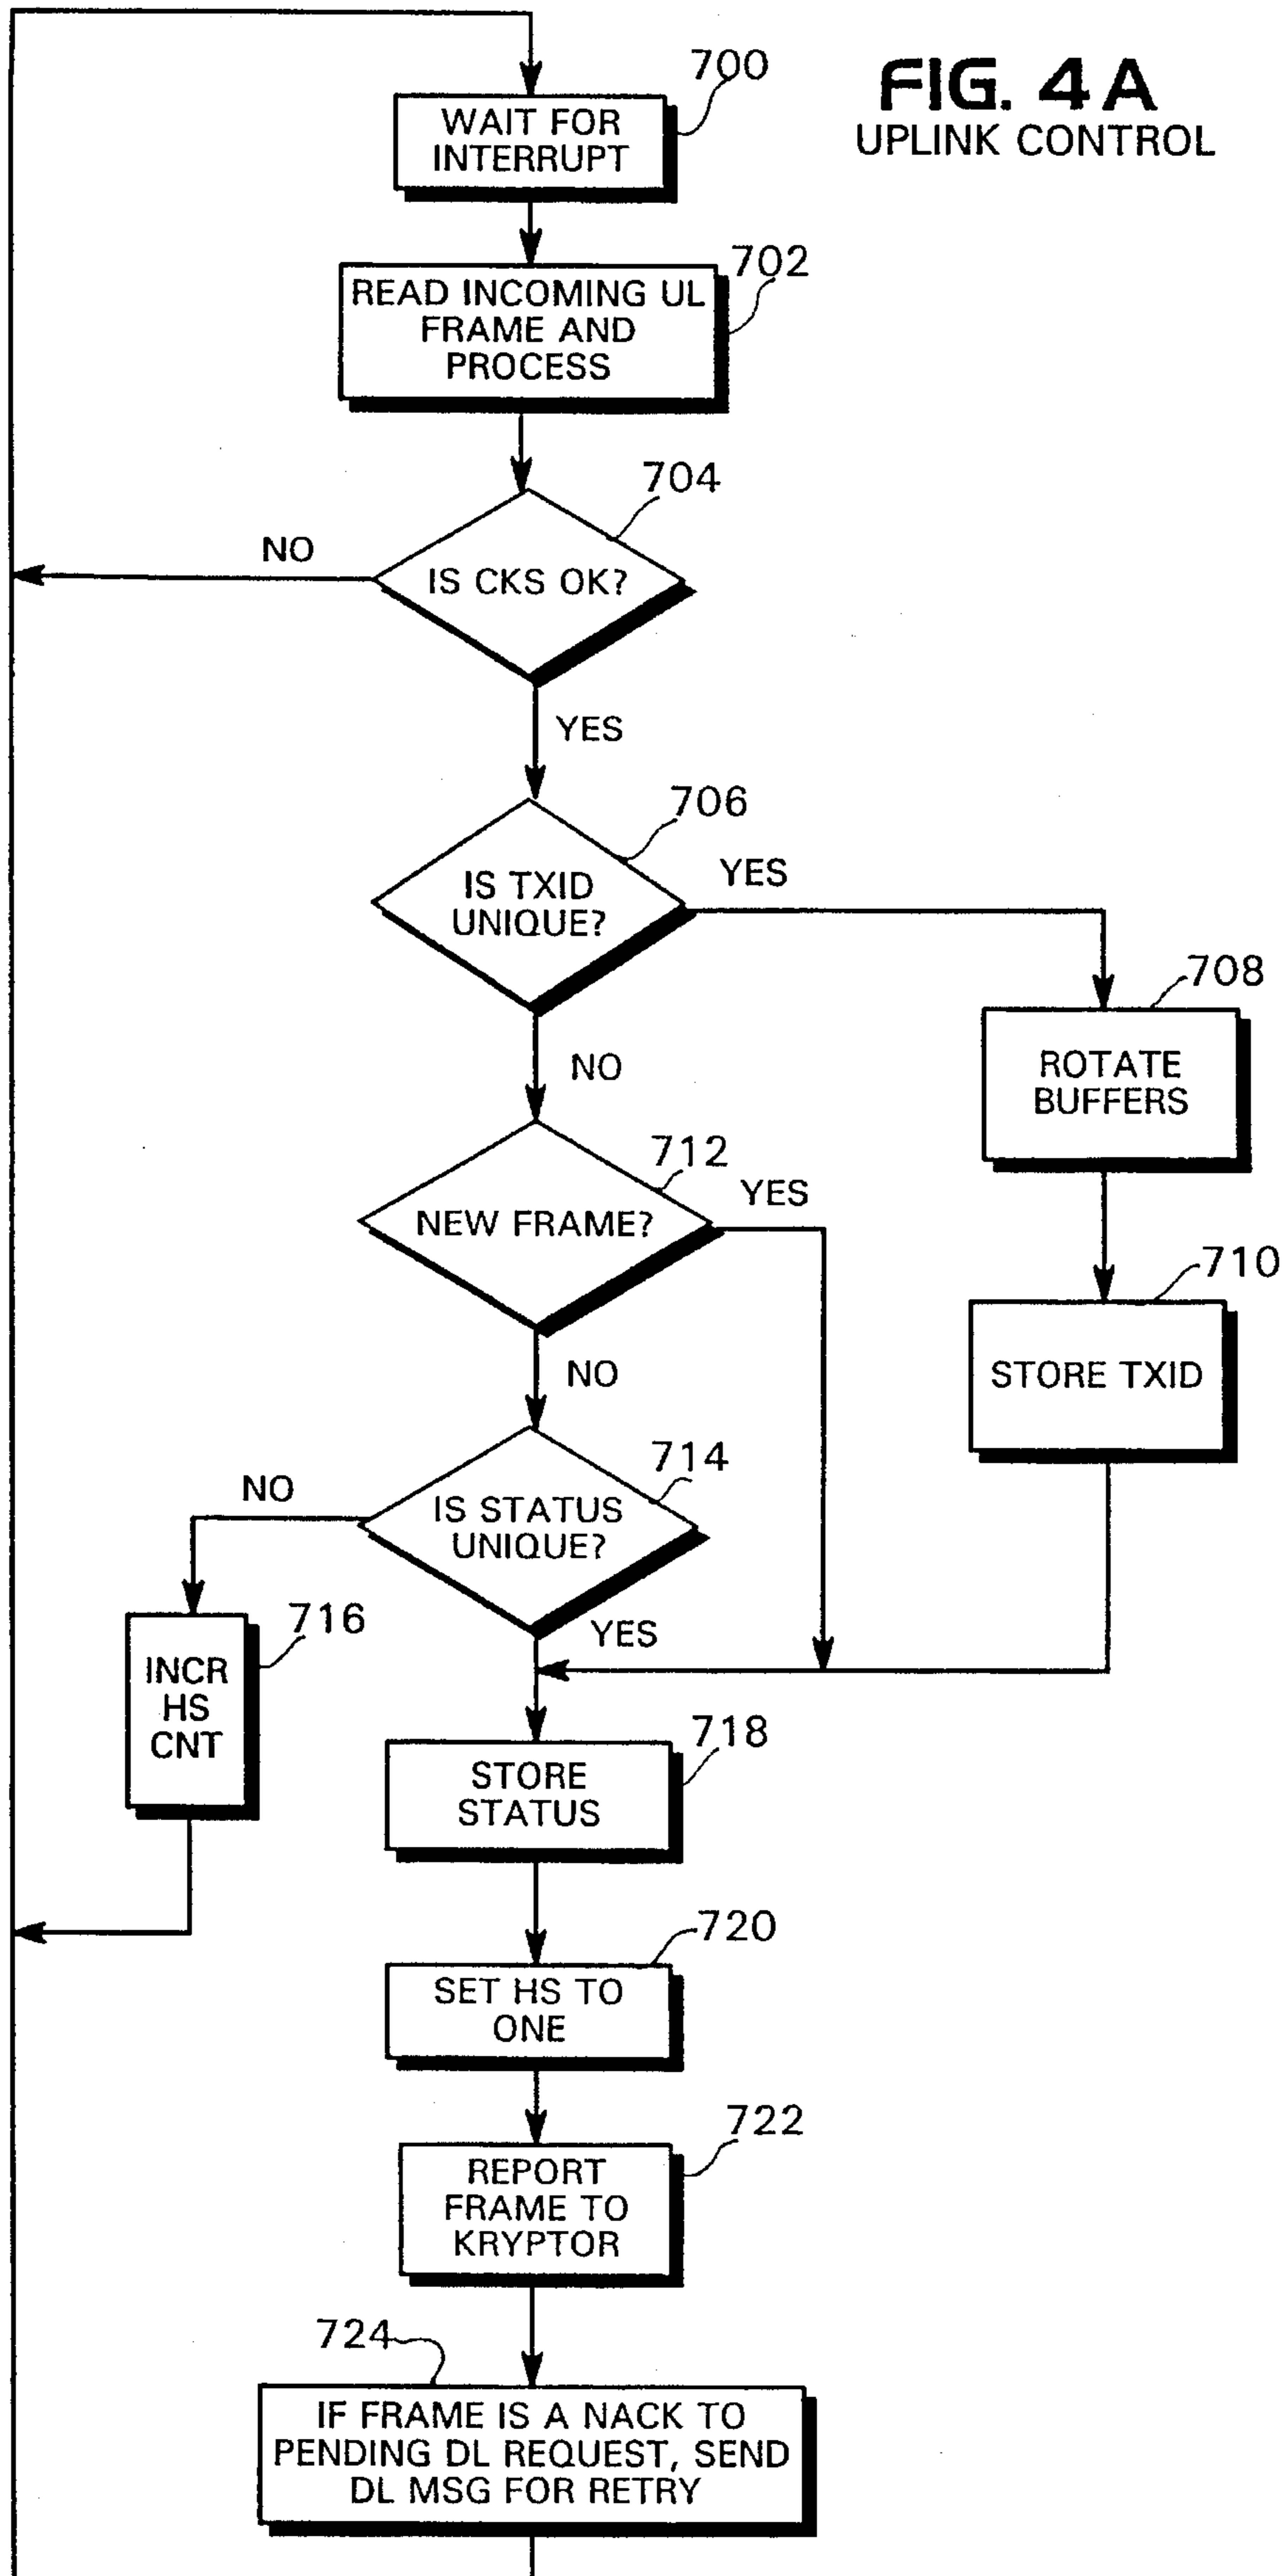 FIG. 4A
UPLINK CONTROL
700
WAIT FOR
INTERRUPT
702
READ INCOMING UL
FRAME AND
PROCESS
704
IS CKS OK?
NO
YES
706
IS TXID
UNIQUE?
YES
NO
708
ROTATE
BUFFERS
710
STORE TXID
712
NEW FRAME?
YES
NO
714
IS STATUS
UNIQUE?
NO
YES
716
INCR
HS
CNT
718
STORE
STATUS
720
SET HS TO
ONE
722
REPORT
FRAME TO
KRYPTOR
724
IF FRAME IS A NACK TO
PENDING DL REQUEST, SEND
DL MSG FOR RETRY